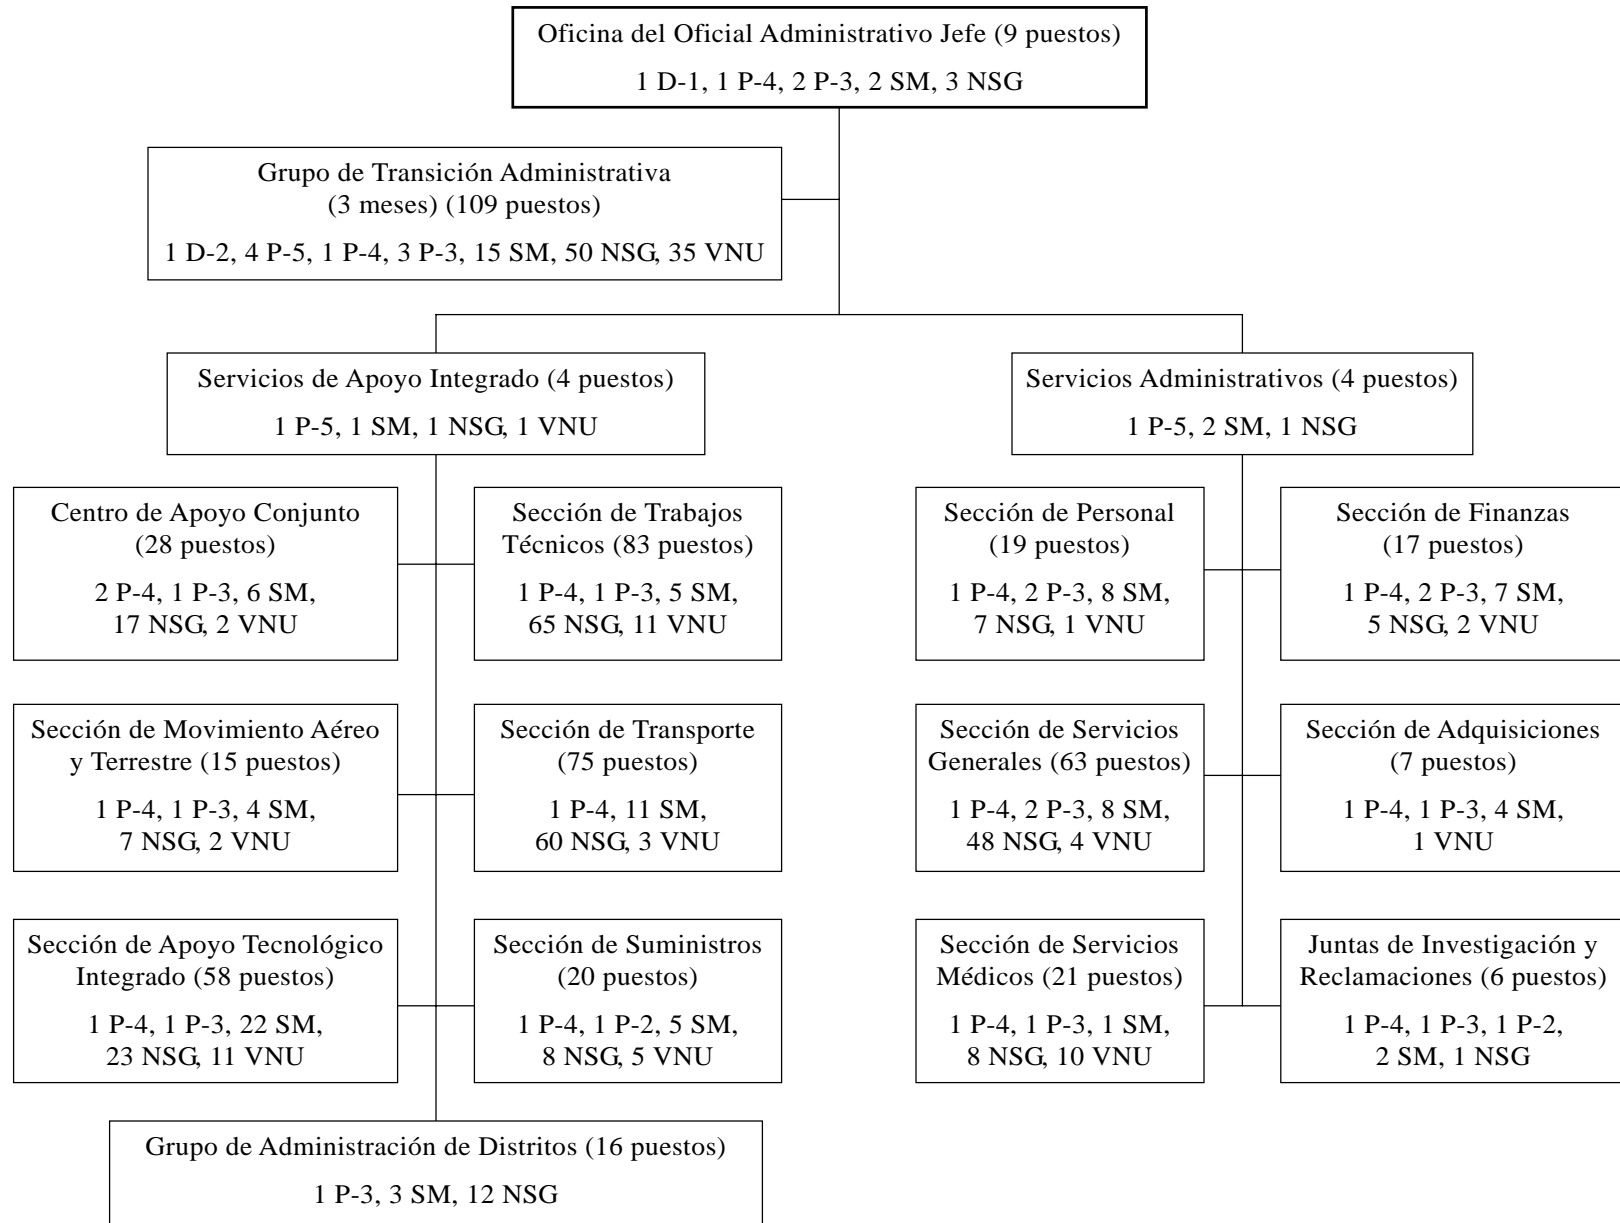 Oficina del Oficial Administrativo Jefe (9 puestos)
1 D-1, 1 P-4, 2 P-3, 2 SM, 3 NSG
Grupo de Transición Administrativa
(3 meses) (109 puestos)
1 D-2, 4 P-5, 1 P-4, 3 P-3, 15 SM, 50 NSG, 35 VNU
Servicios de Apoyo Integrado (4 puestos)
1 P-5, 1 SM, 1 NSG, 1 VNU
Servicios Administrativos (4 puestos)
1 P-5, 2 SM, 1 NSG
Centro de Apoyo Conjunto
(28 puestos)
2 P-4, 1 P-3, 6 SM,
17 NSG, 2 VNU
Sección de Trabajos
Técnicos (83 puestos)
1 P-4, 1 P-3, 5 SM,
65 NSG, 11 VNU
Sección de Personal
(19 puestos)
1 P-4, 2 P-3, 8 SM,
7 NSG, 1 VNU
Sección de Finanzas
(17 puestos)
1 P-4, 2 P-3, 7 SM,
5 NSG, 2 VNU
Sección de Movimiento Aéreo
y Terrestre (15 puestos)
1 P-4, 1 P-3, 4 SM,
7 NSG, 2 VNU
Sección de Transporte
(75 puestos)
1 P-4, 11 SM,
60 NSG, 3 VNU
Sección de Servicios
Generales (63 puestos)
1 P-4, 2 P-3, 8 SM,
48 NSG, 4 VNU
Sección de Adquisiciones
(7 puestos)
1 P-4, 1 P-3, 4 SM,
1 VNU
Sección de Apoyo Tecnológico
Integrado (58 puestos)
1 P-4, 1 P-3, 22 SM,
23 NSG, 11 VNU
Sección de Suministros
(20 puestos)
1 P-4, 1 P-2, 5 SM,
8 NSG, 5 VNU
Sección de Servicios
Médicos (21 puestos)
1 P-4, 1 P-3, 1 SM,
8 NSG, 10 VNU
Juntas de Investigación y
Reclamaciones (6 puestos)
1 P-4, 1 P-3, 1 P-2,
2 SM, 1 NSG
Grupo de Administración de Distritos (16 puestos)
1 P-3, 3 SM, 12 NSG